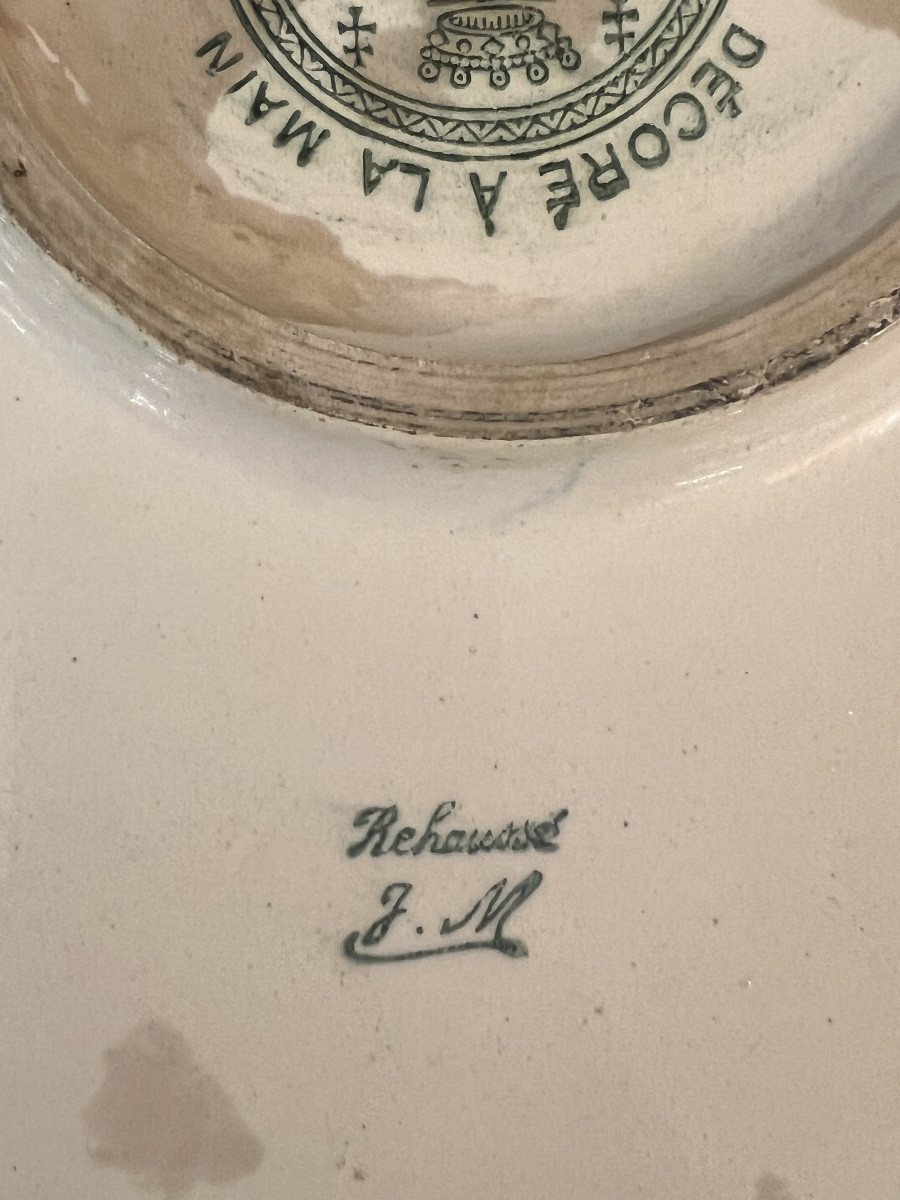 DÉCORÉ À LA MAIN
Rehaussé
J. M